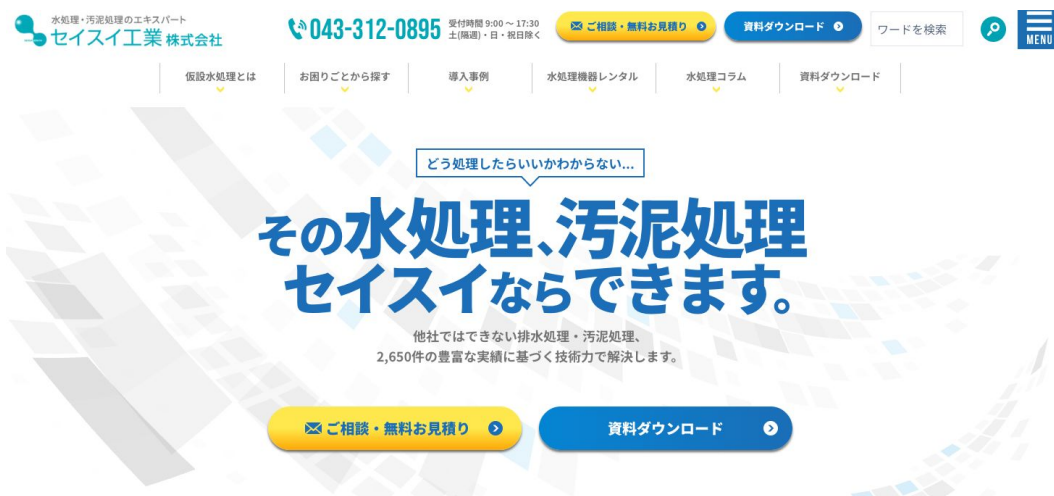 水処理・汚泥処理のエキスパート
セイスイ工業 株式会社
043-312-0895
受付時間 9:00 〜 17:30
土(隔週)・日・祝日除く
ご相談・無料お見積り
資料ダウンロード
ワードを検索
MENU
仮設水処理とは
お困りごとから探す
導入事例
水処理機器レンタル
水処理コラム
資料ダウンロード
どう処理したらいいかわからない...
その水処理、汚泥処理
セイスイならできます。
他社ではできない排水処理・汚泥処理、
2,650件の豊富な実績に基づく技術力で解決します。
ご相談・無料お見積り
資料ダウンロード